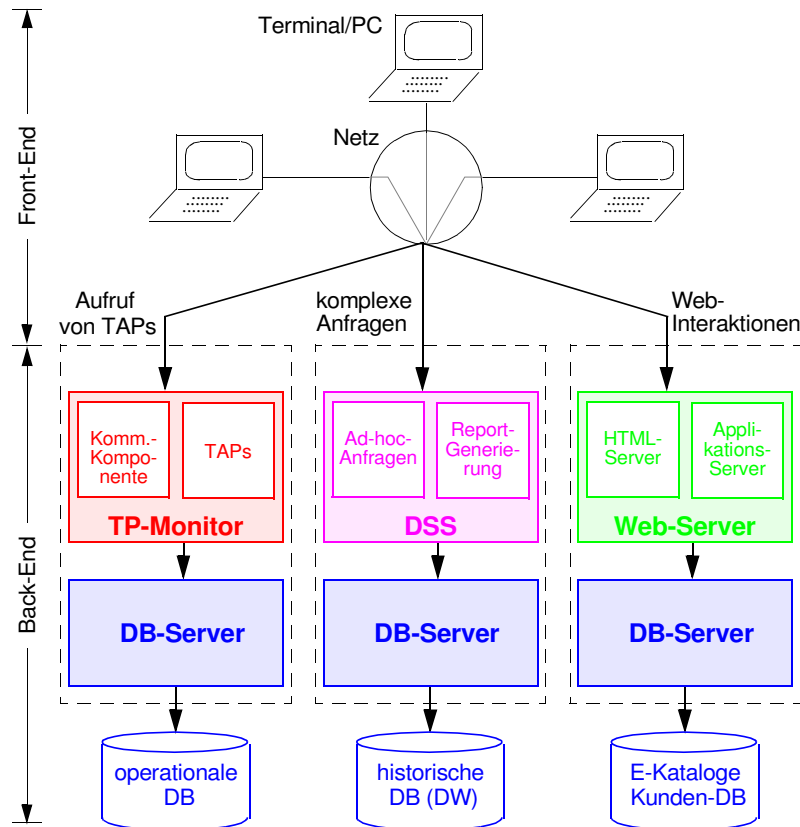 Terminal/PC
Netz
Front-End
Aufruf
von TAPs
komplexe
Anfragen
Web-
Interaktionen
Back-End
Komm.-
Kompo-
nente
TAPs
TP-Monitor
Ad-hoc-
Anfragen
Report-
Generie-
rung
DSS
HTML-
Server
Appli-
kations-
Server
Web-Server
DB-Server
DB-Server
DB-Server
operationale
DB
historische
DB (DW)
E-Kataloge
Kunden-DB